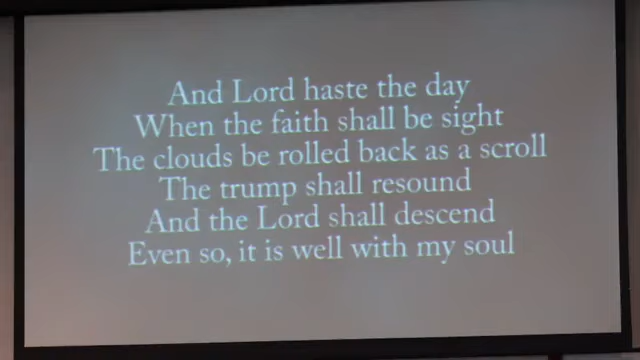 And Lord haste the day
When the faith shall be sight
The clouds be rolled back as a scroll
The trump shall resound
And the Lord shall descend
Even so, it is well with my soul